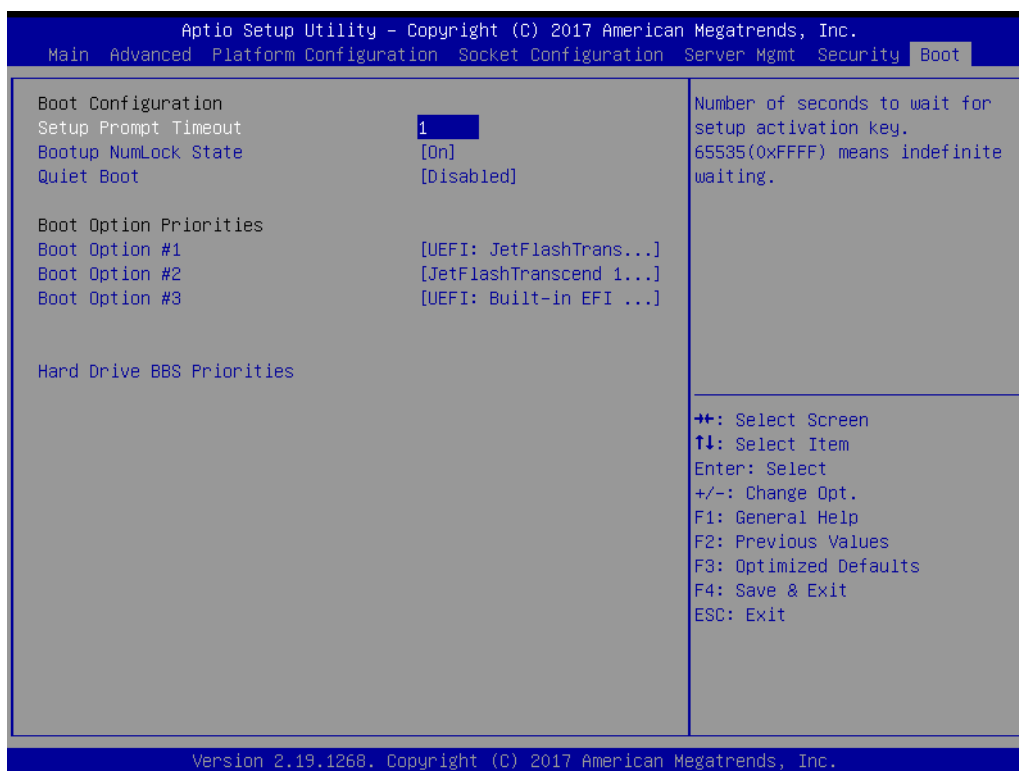 Aptio Setup Utility – Copyright (C) 2017 American Megatrends, Inc.
Main Advanced Platform Configuration Socket Configuration Server Mgmt Security Boot
Boot Configuration
Setup Prompt Timeout 1
Bootup NumLock State [On]
Quiet Boot [Disabled]
Boot Option Priorities
Boot Option #1 [UEFI: JetFlashTrans...]
Boot Option #2 [JetFlashTranscend 1...]
Boot Option #3 [UEFI: Built-in EFI ...]
Hard Drive BBS Priorities
Number of seconds to wait for
setup activation key.
65535(0xFFFF) means indefinite
waiting.
→←: Select Screen
↑↓: Select Item
Enter: Select
+/-: Change Opt.
F1: General Help
F2: Previous Values
F3: Optimized Defaults
F4: Save & Exit
ESC: Exit
Version 2.19.1268. Copyright (C) 2017 American Megatrends, Inc.